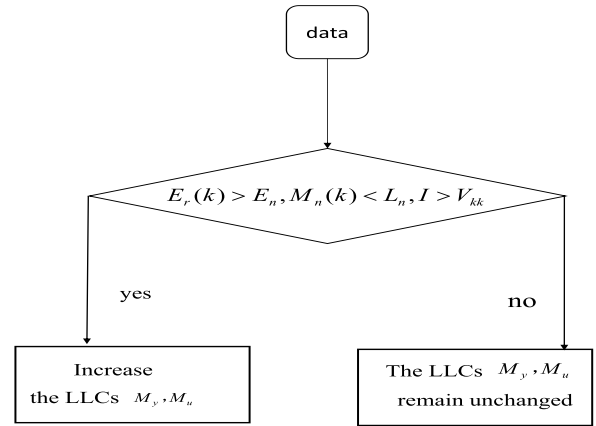 data
E_r(k) > E_n, M_n(k) < L_n, I > V_kk
yes
no
Increase
the LLCs M_y, M_u
The LLCs M_y, M_u
remain unchanged